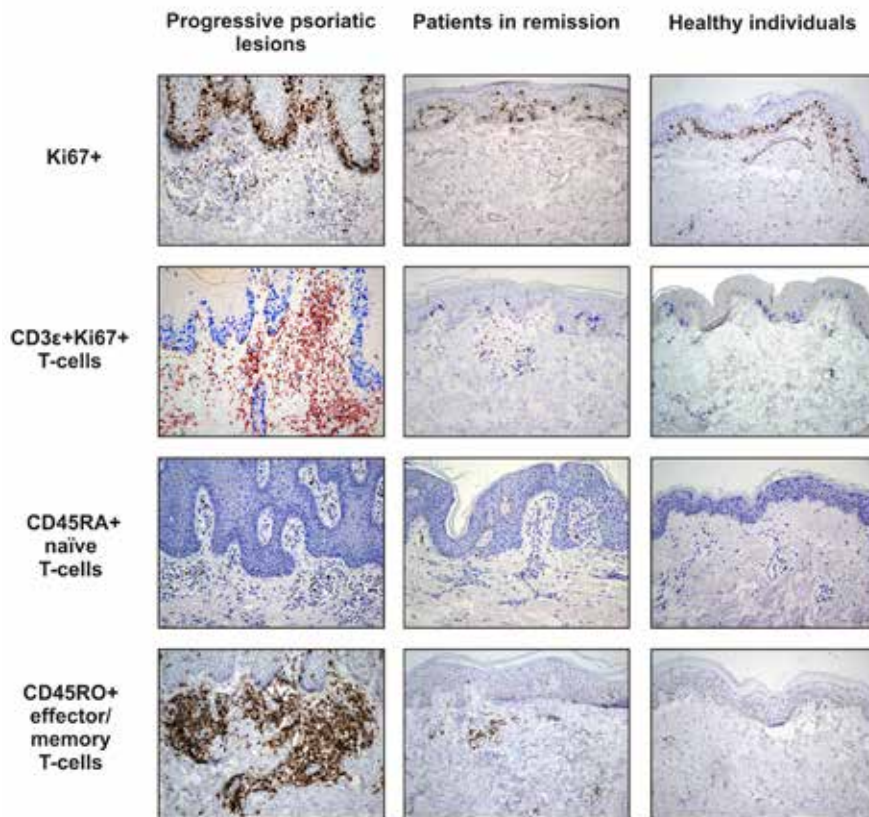 Progressive psoriatic
lesions
Patients in remission
Healthy individuals
Ki67+
CD3ε+Ki67+
T-cells
CD45RA+
naïve
T-cells
CD45RO+
effector/
memory
T-cells